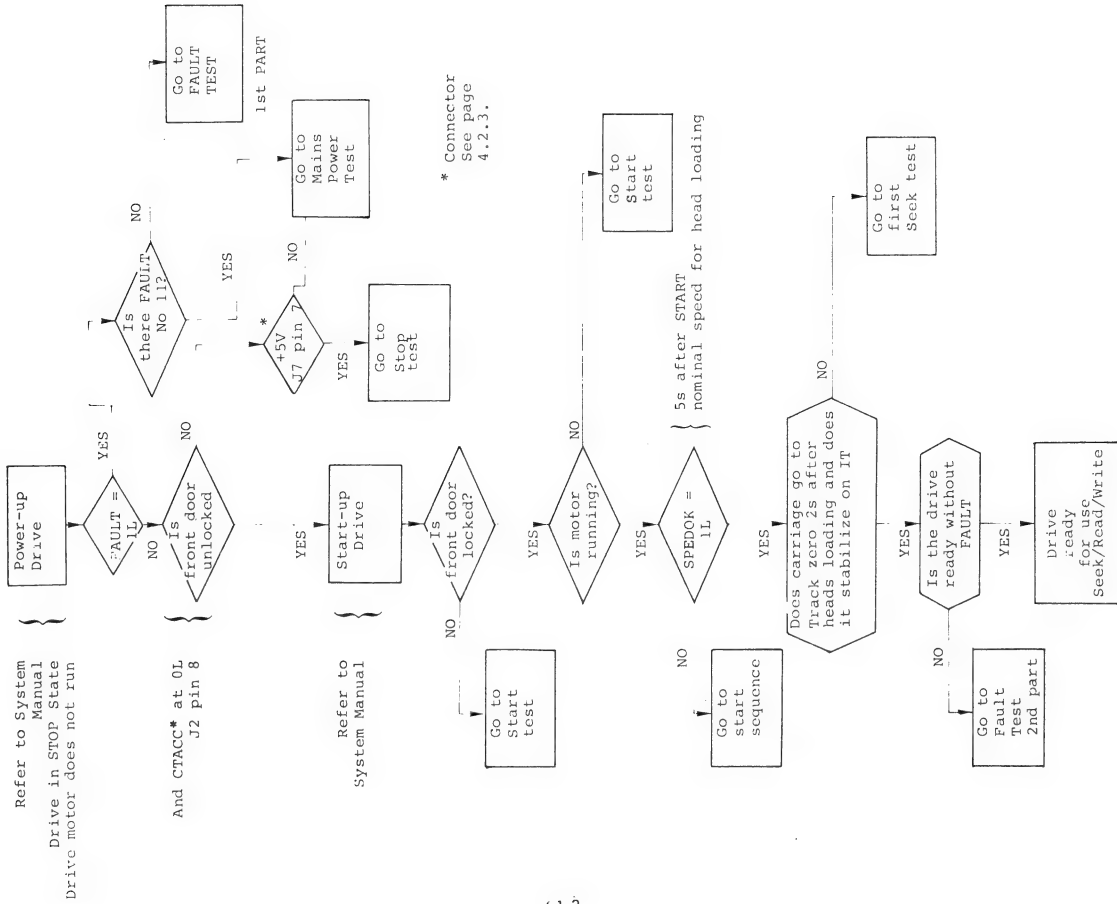 Refer to System
Manual
Drive in STOP State
Drive motor does not run
Power-up
Drive
FAULT =
1L
YES
NO
Is
there FAULT
No 11?
NO
YES
Go to
FAULT
TEST
1st PART
And CTACC* at 0L
J2 pin 8
Is
front door
unlocked
NO
YES
+5V *
J7 pin 7
NO
YES
Go to
Mains
Power
Test
Go to
Stop
test
* Connector
See page
4.2.3.
Refer to
System Manual
Start-up
Drive
Is
front door
locked?
NO
YES
Go to
Start
test
Is motor
running?
NO
YES
Go to
Start
test
SPEDOK =
1L
5s after START
nominal speed for head loading
NO
YES
Go to
start
sequence
Does carriage go to
Track zero 2s after
heads loading and does
it stabilize on IT
NO
YES
Go to
first
Seek test
Is the drive
ready without
FAULT
NO
YES
Go to
Fault
Test
2nd part
Drive
ready
for use
Seek/Read/Write